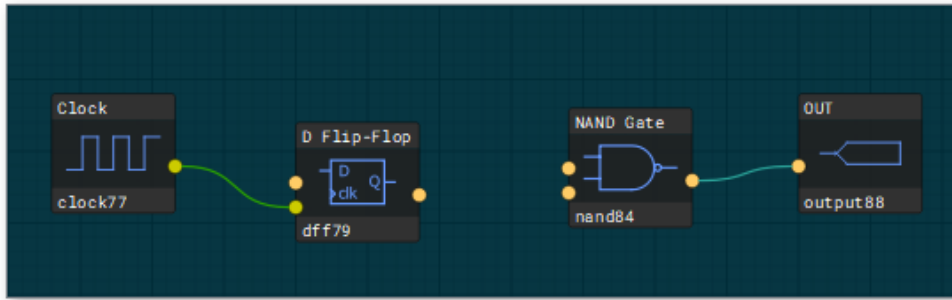 Clock
clock77
D Flip-Flop
D
Q
clk
dff79
NAND Gate
nand84
OUT
output88